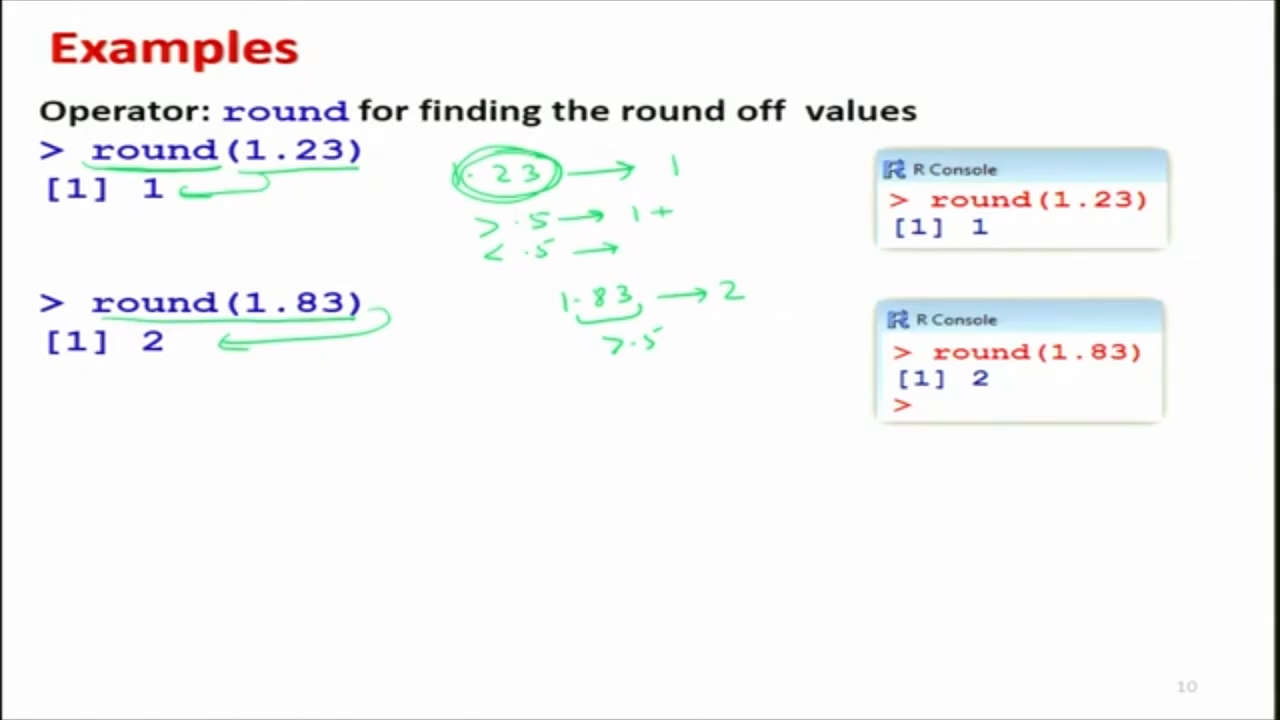 Examples
Operator: round for finding the round off values
> round(1.23)
[1] 1
1.23 → 1
> .5 → 1+
< .5 →
> round(1.83)
[1] 2
1.83 → 2
>.5
R Console
> round(1.23)
[1] 1
R Console
> round(1.83)
[1] 2
>
10